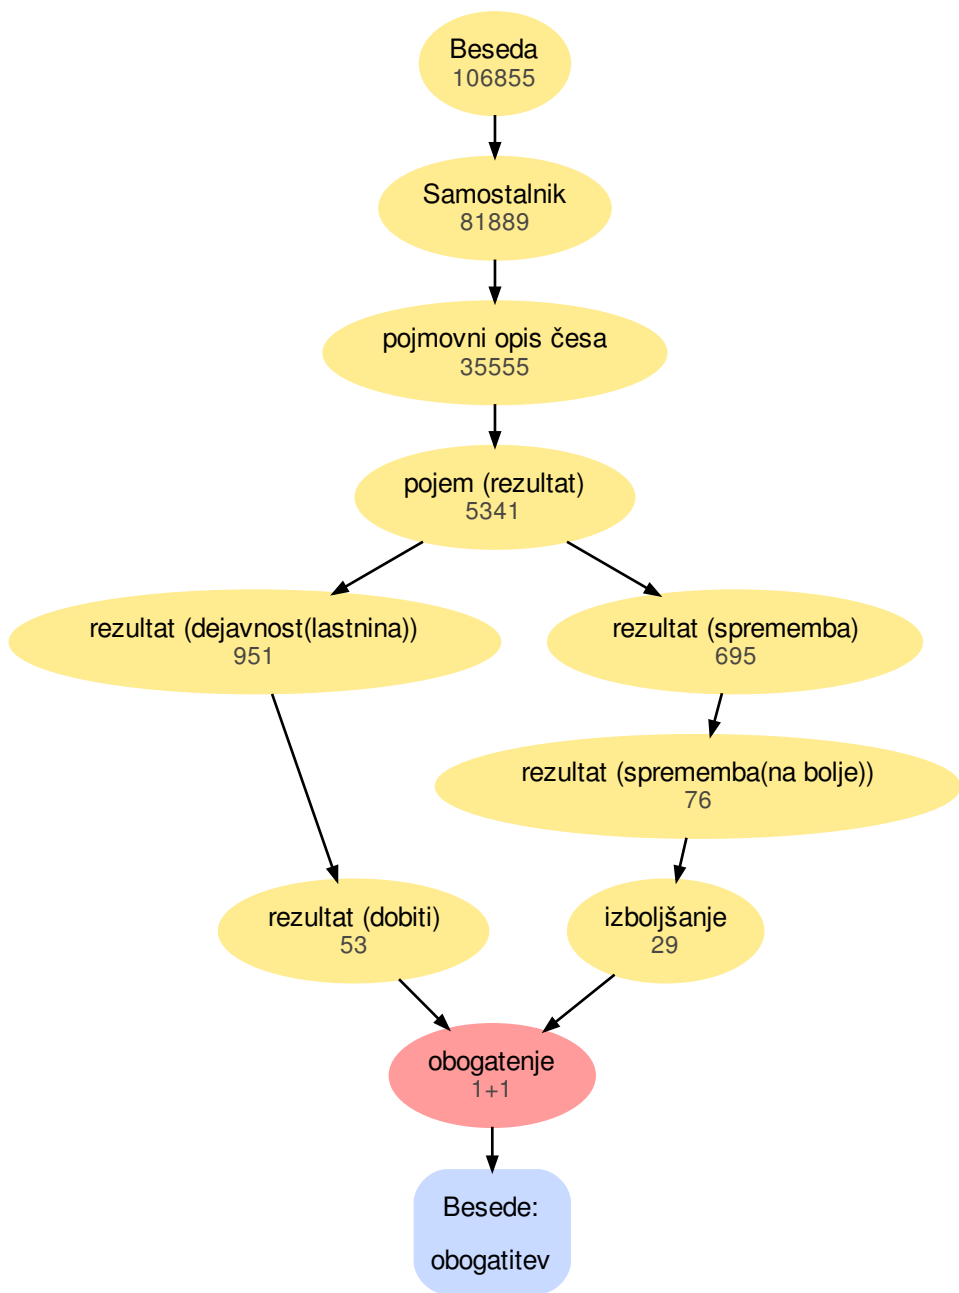 Beseda
106855
Samostalnik
81889
pojmovni opis česa
35555
pojem (rezultat)
5341
rezultat (dejavnost(lastnina))
951
rezultat (sprememba)
695
rezultat (sprememba(na bolje))
76
rezultat (dobiti)
53
izboljšanje
29
obogatenje
1+1
Besede:
obogatitev